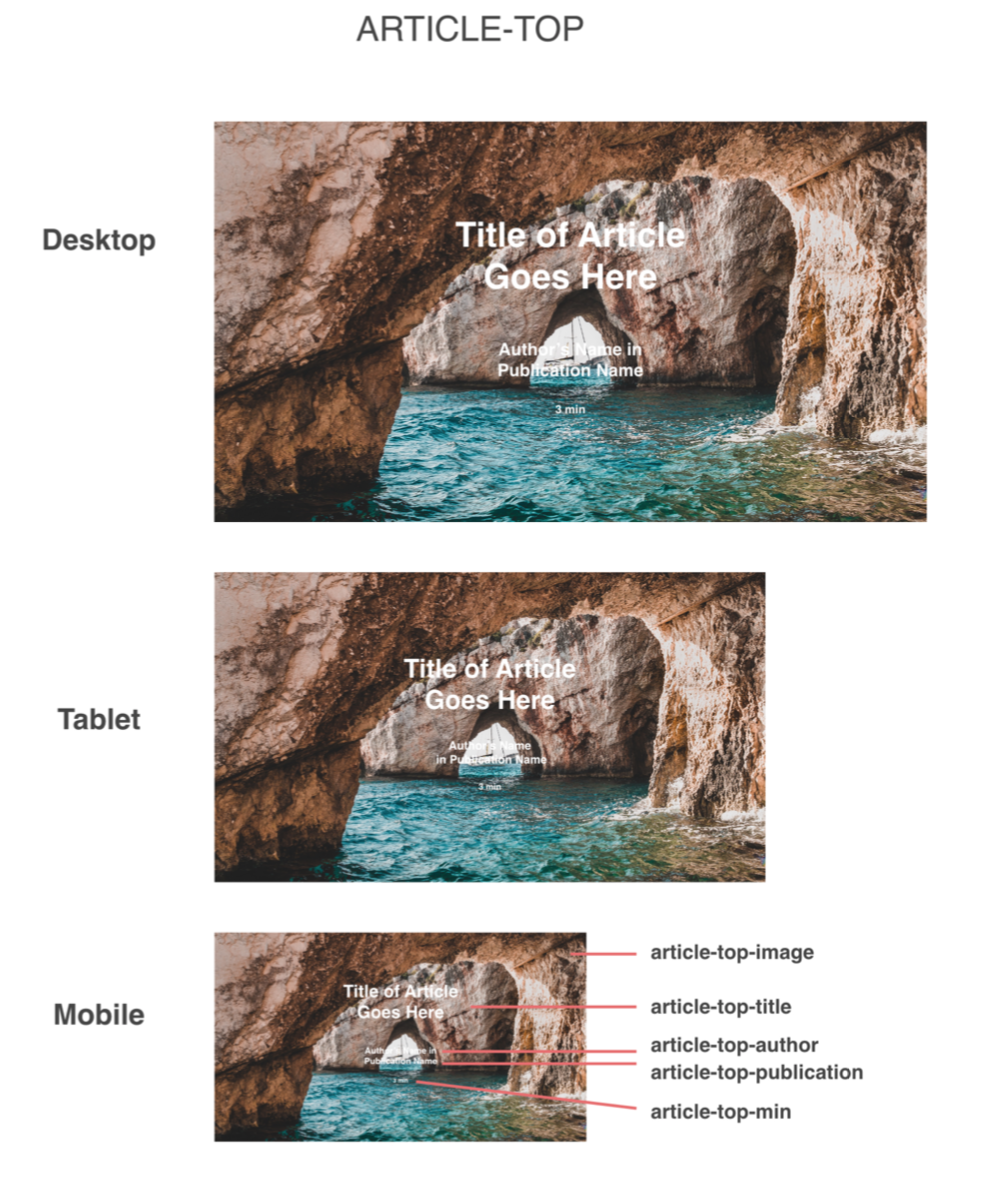 ARTICLE-TOP
Desktop
Title of Article
Goes Here
Author's Name in
Publication Name
3 min
Tablet
Title of Article
Goes Here
Author's Name
in Publication Name
3 min
Mobile
Title of Article
Goes Here
Author's Name in
Publication Name
3 min
article-top-image
article-top-title
article-top-author
article-top-publication
article-top-min